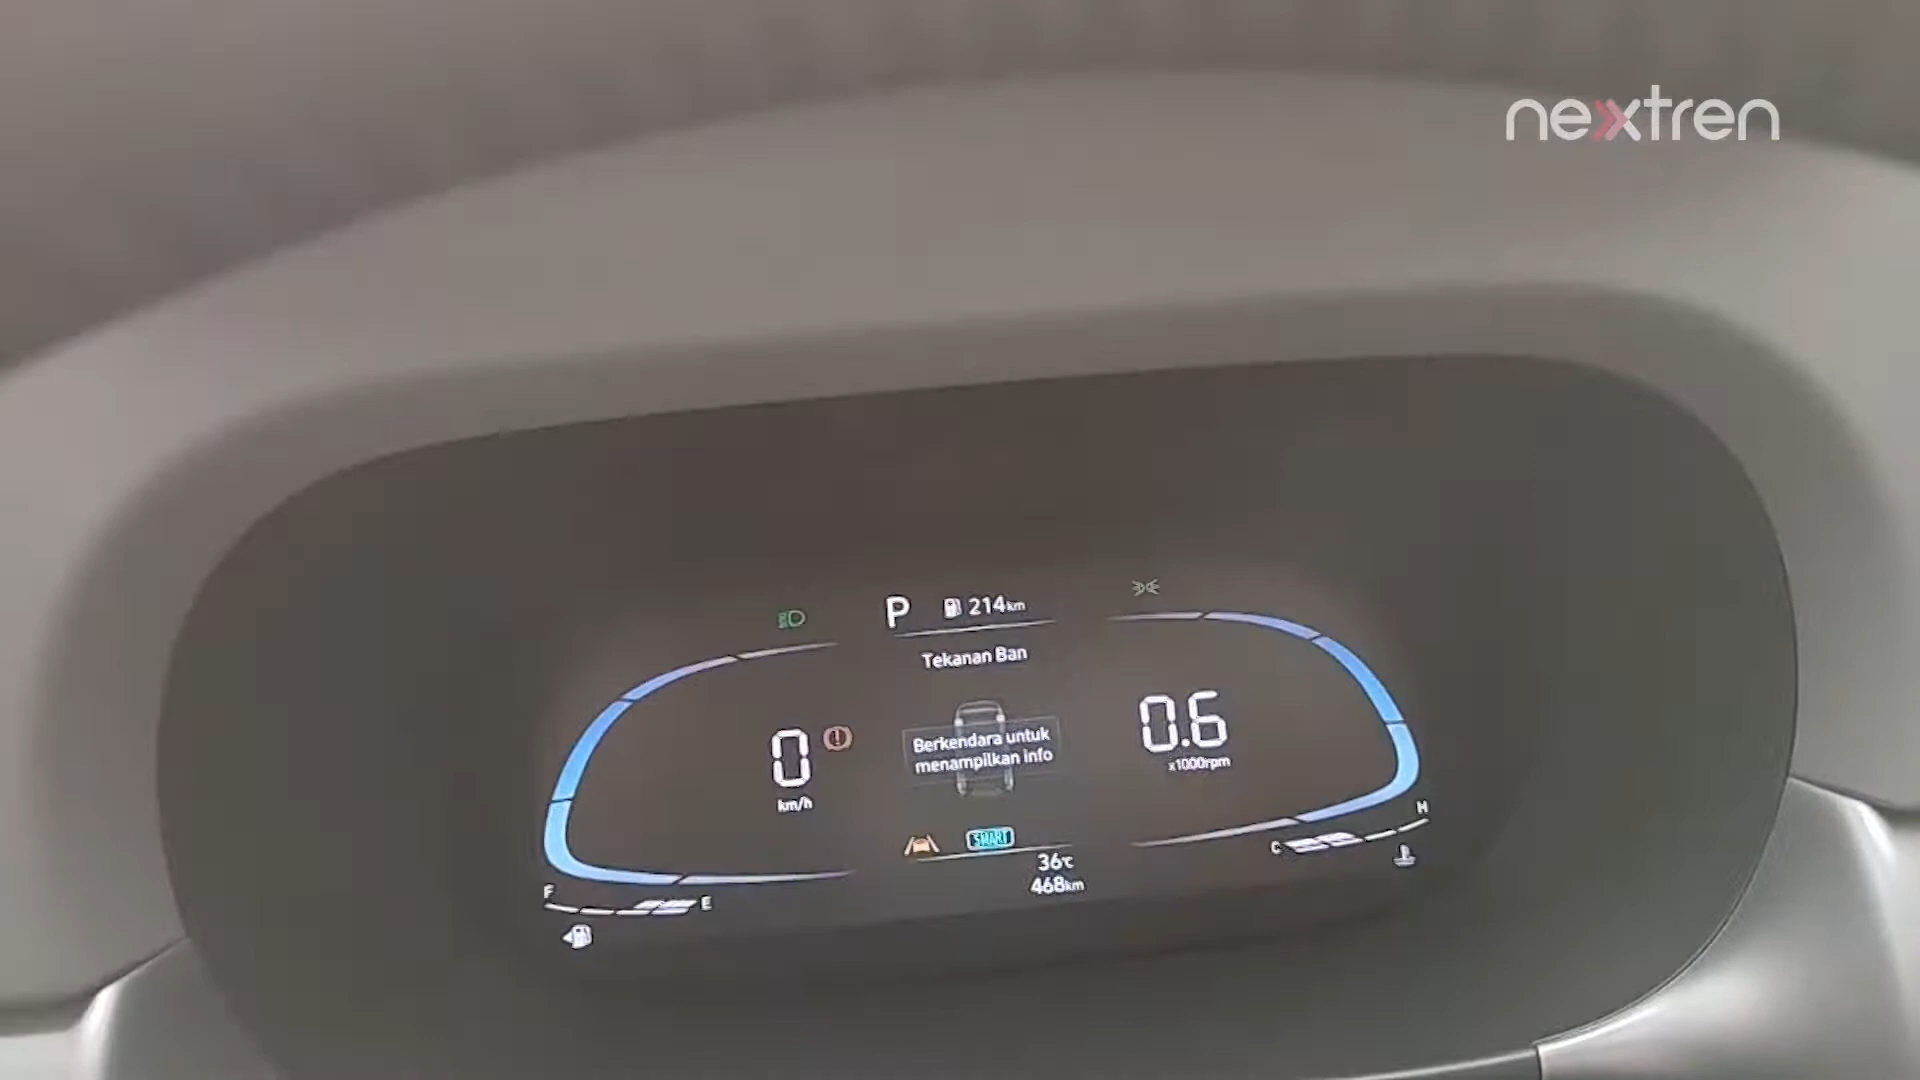 nextren
P 214km
Tekanan Ban
0
km/h
Berkendara untuk
menampilkan info
0.6
x1000rpm
SMART
36°C
468km
F
E
C
H